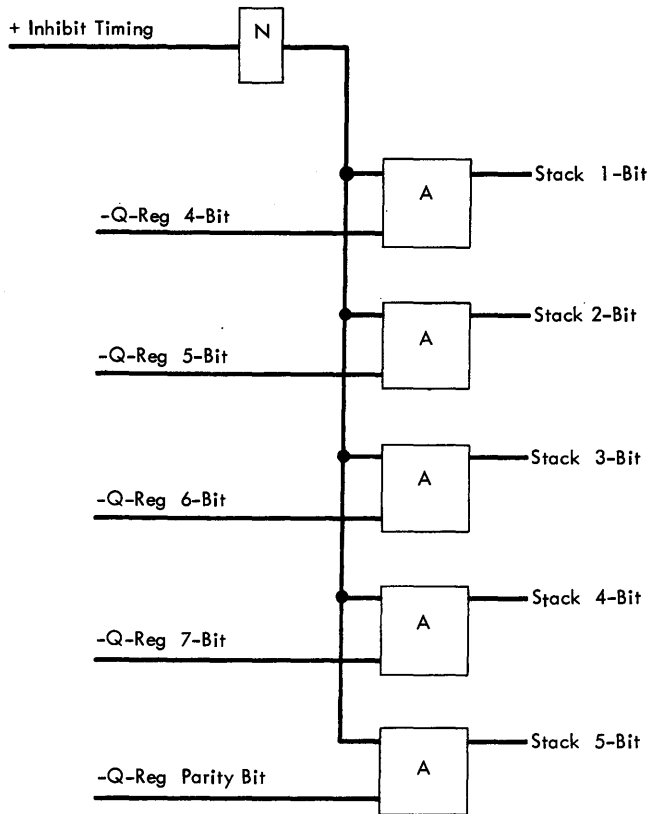 + Inhibit Timing
N
A
Stack 1-Bit
-Q-Reg 4-Bit
A
Stack 2-Bit
-Q-Reg 5-Bit
A
Stack 3-Bit
-Q-Reg 6-Bit
A
Stack 4-Bit
-Q-Reg 7-Bit
A
Stack 5-Bit
-Q-Reg Parity Bit